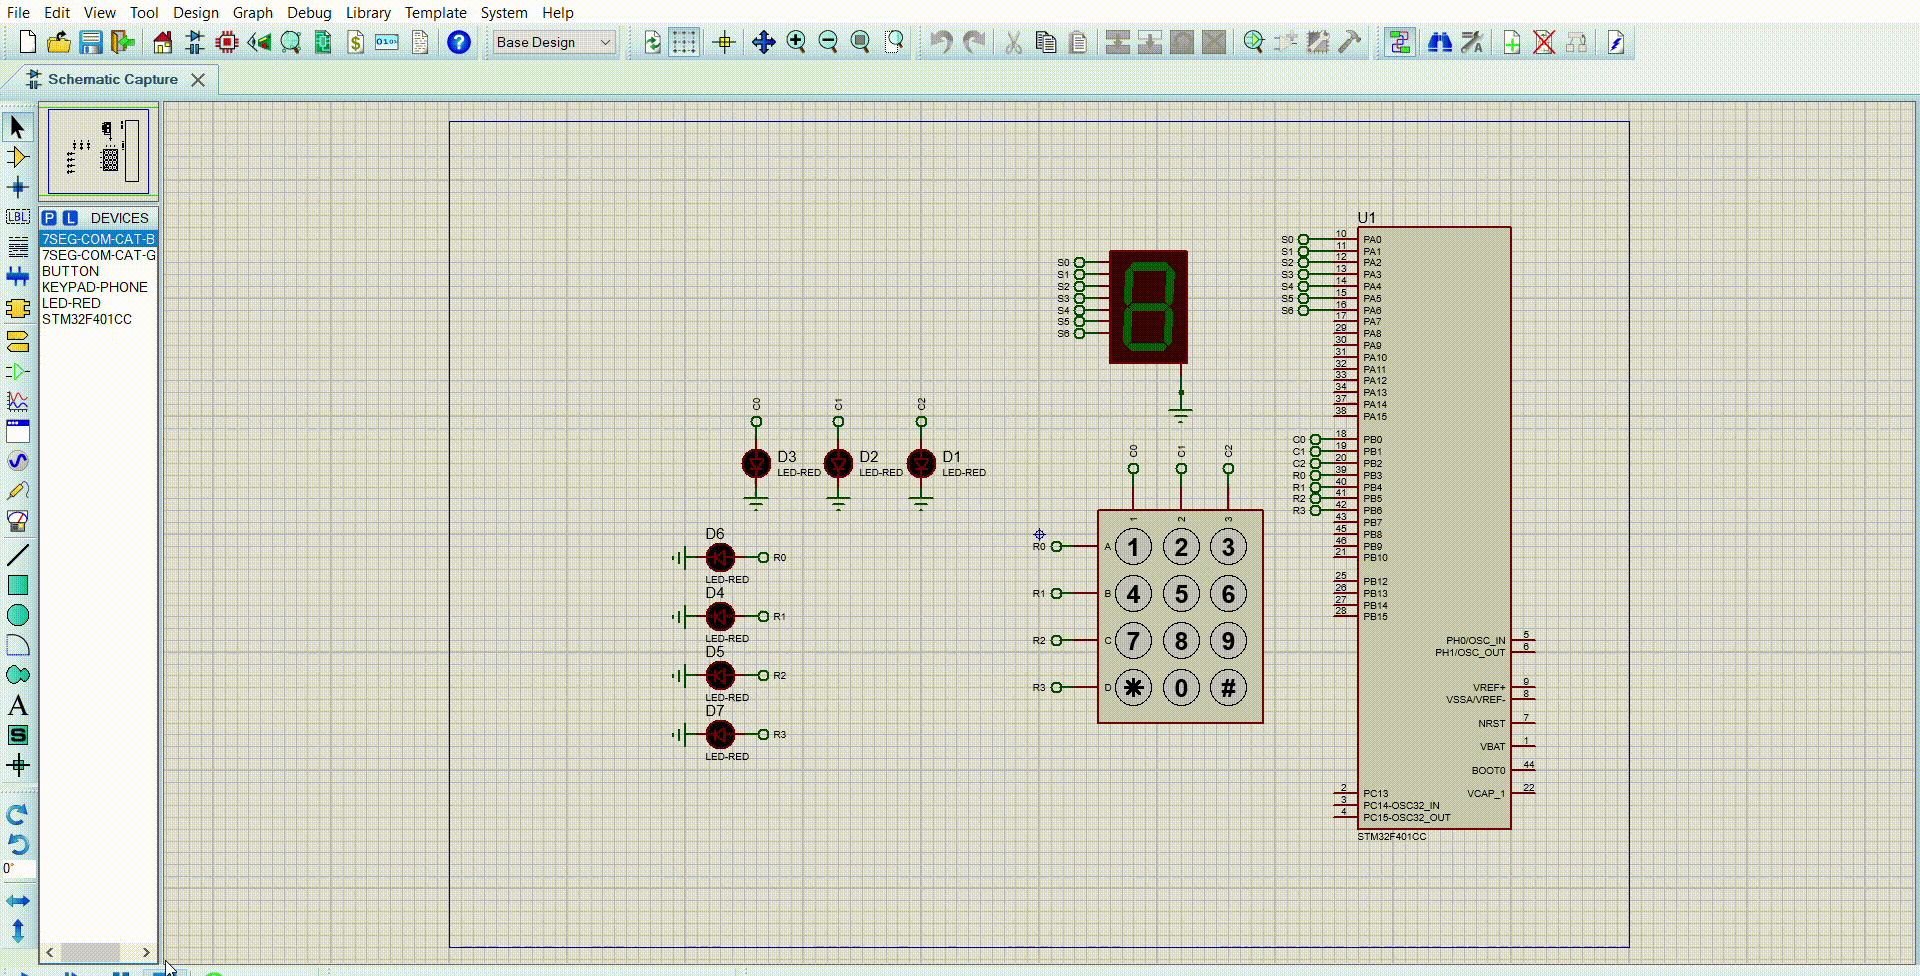 File Edit View Tool Design Graph Debug Library Template System Help
Base Design
Schematic Capture
P L DEVICES
7SEG-COM-CAT-B
7SEG-COM-CAT-G
BUTTON
KEYPAD-PHONE
LED-RED
STM32F401CC
LBL
A
S
0°
S0
S1
S2
S3
S4
S5
S6
C0 C1 C2
D3 D2 D1
LED-RED LED-RED LED-RED
D6
R0
LED-RED
D4
R1
LED-RED
D5
R2
LED-RED
D7
R3
LED-RED
C0 C1 C2
1 2 3
R0 A 1 2 3
R1 B 4 5 6
R2 C 7 8 9
R3 D * 0 #
U1
S0 10 PA0
S1 11 PA1
S2 12 PA2
S3 13 PA3
S4 14 PA4
S5 15 PA5
S6 16 PA6
17 PA7
29 PA8
30 PA9
31 PA10
32 PA11
33 PA12
34 PA13
37 PA14
38 PA15
C0 18 PB0
C1 19 PB1
C2 20 PB2
R0 39 PB3
R1 40 PB4
R2 41 PB5
R3 42 PB6
43 PB7
45 PB8
46 PB9
21 PB10
25 PB12
26 PB13
27 PB14
28 PB15
PH0/OSC_IN 5
PH1/OSC_OUT 6
VREF+ 9
VSSA/VREF- 8
NRST 7
VBAT 1
BOOT0 44
2 PC13 VCAP_1 22
3 PC14-OSC32_IN
4 PC15-OSC32_OUT
STM32F401CC